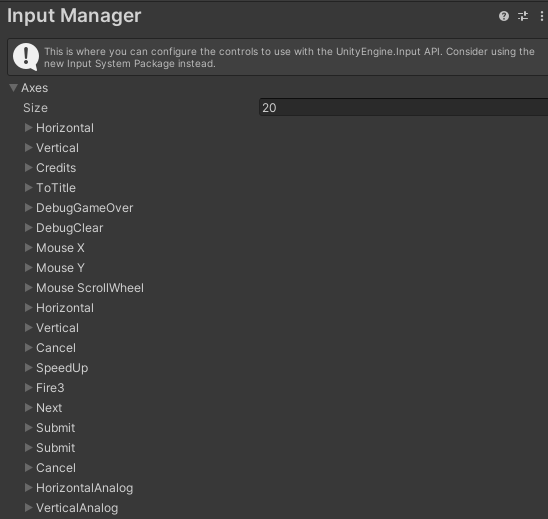 Input Manager
This is where you can configure the controls to use with the UnityEngine.Input API. Consider using the
new Input System Package instead.
Axes
Size 20
Horizontal
Vertical
Credits
ToTitle
DebugGameOver
DebugClear
Mouse X
Mouse Y
Mouse ScrollWheel
Horizontal
Vertical
Cancel
SpeedUp
Fire3
Next
Submit
Submit
Cancel
HorizontalAnalog
VerticalAnalog